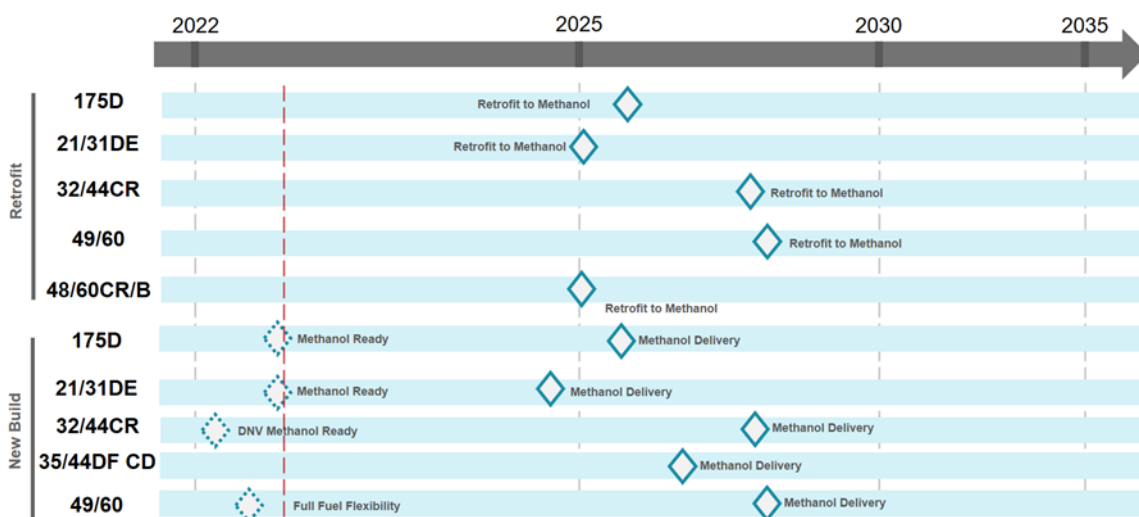 2022 2025 2030 2035
Retrofit
175D Retrofit to Methanol
21/31DE Retrofit to Methanol
32/44CR Retrofit to Methanol
49/60 Retrofit to Methanol
48/60CR/B Retrofit to Methanol
New Build
175D Methanol Ready Methanol Delivery
21/31DE Methanol Ready Methanol Delivery
32/44CR DNV Methanol Ready Methanol Delivery
35/44DF CD Methanol Delivery
49/60 Full Fuel Flexibility Methanol Delivery